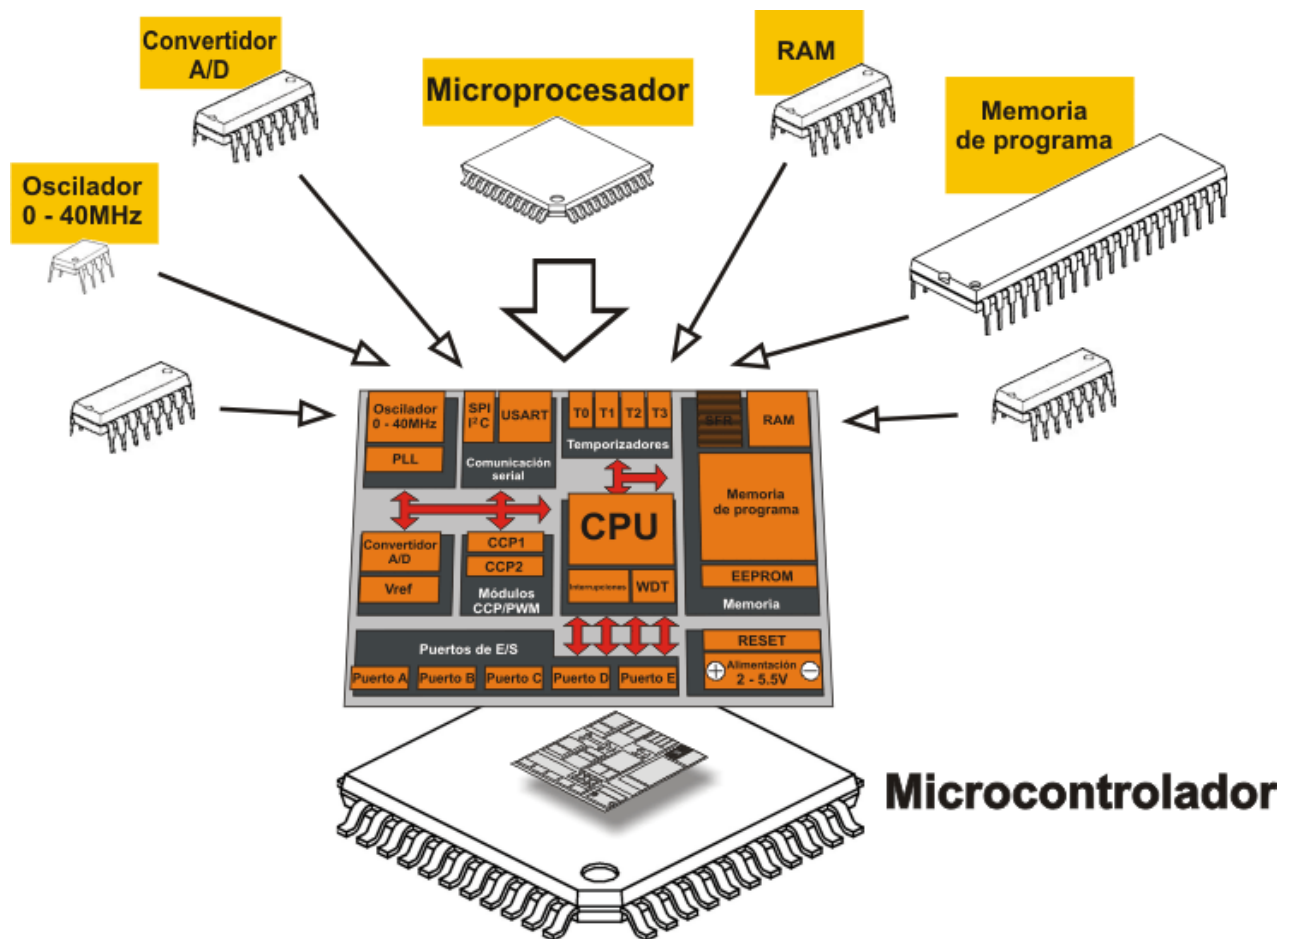 Convertidor
A/D
Microprocesador
RAM
Memoria
de programa
Oscilador
0 - 40MHz
Oscilador
0 - 40MHz
PLL
SPI
I²C
USART
Comunicación
serial
T0
T1
T2
T3
Temporizadores
SFR
RAM
Memoria
de programa
EEPROM
Memoria
Convertidor
A/D
Vref
CCP1
CCP2
Módulos
CCP/PWM
CPU
Interrupciones
WDT
Puertos de E/S
Puerto A
Puerto B
Puerto C
Puerto D
Puerto E
RESET
+ Alimentación -
2 - 5.5V
Microcontrolador